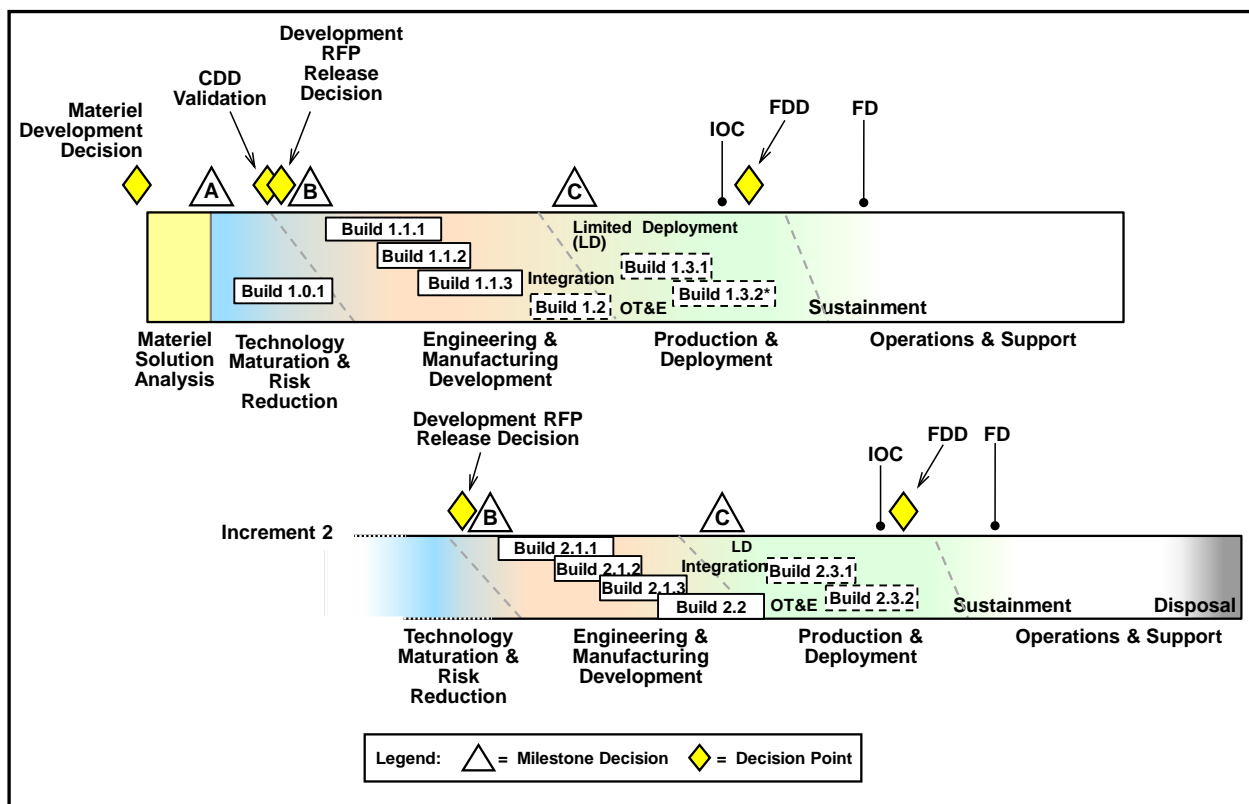 Development
RFP
Release
Decision
CDD
Validation
Materiel
Development
Decision
FDD
FD
IOC
A
B
C
Build 1.1.1
Limited Deployment
(LD)
Build 1.1.2
Build 1.3.1
Integration
Build 1.1.3
Build 1.0.1
Build 1.3.2*
Build 1.2
OT&E
Sustainment
Materiel
Solution
Analysis
Technology
Maturation &
Risk
Reduction
Engineering &
Manufacturing
Development
Production &
Deployment
Operations & Support
Development RFP
Release Decision
IOC
FDD
FD
B
C
Increment 2
Build 2.1.1
LD
Build 2.1.2
Integration
Build 2.3.1
Build 2.1.3
Build 2.3.2
Build 2.2
OT&E
Sustainment
Disposal
Technology
Maturation &
Risk
Reduction
Engineering &
Manufacturing
Development
Production &
Deployment
Operations & Support
Legend: = Milestone Decision = Decision Point